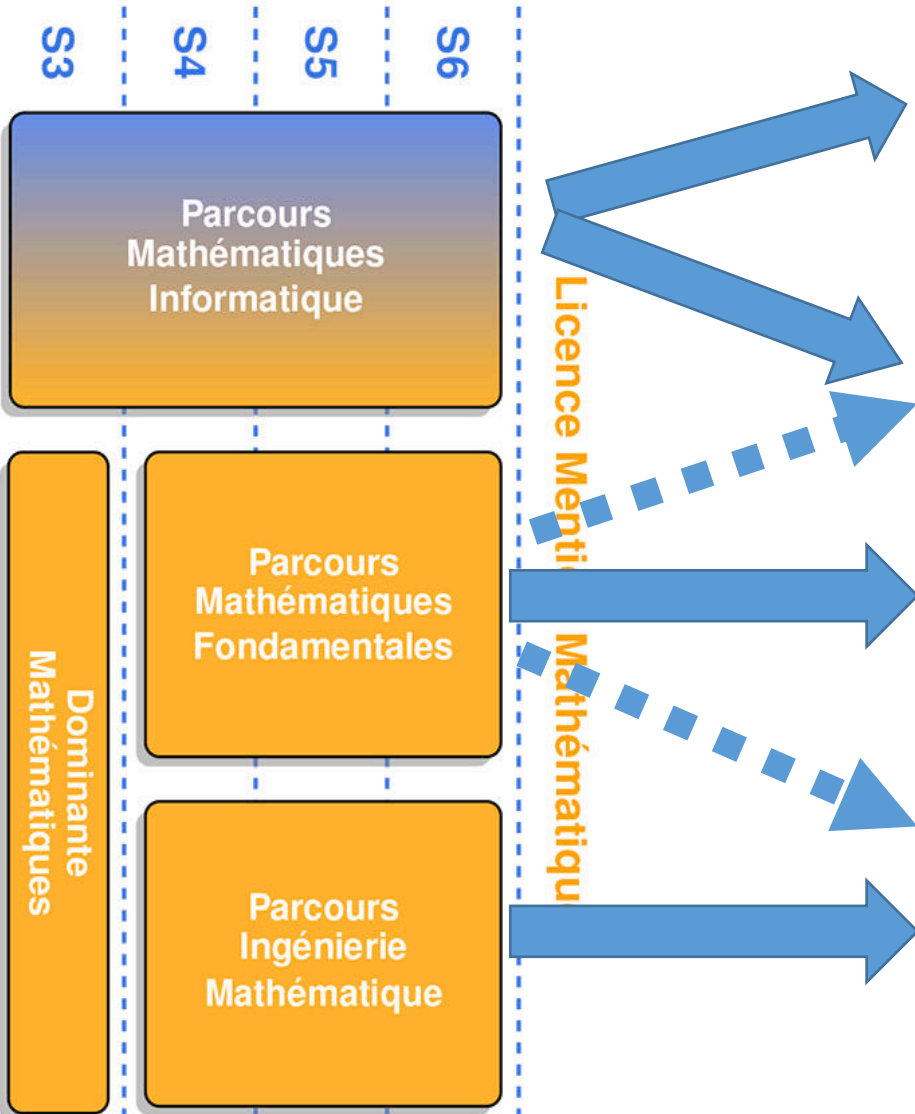 S3
S4
S5
S6
Parcours
Mathématiques
Informatique
Dominante
Mathématiques
Parcours
Mathématiques
Fondamentales
Parcours
Ingénierie
Mathématique
Licence